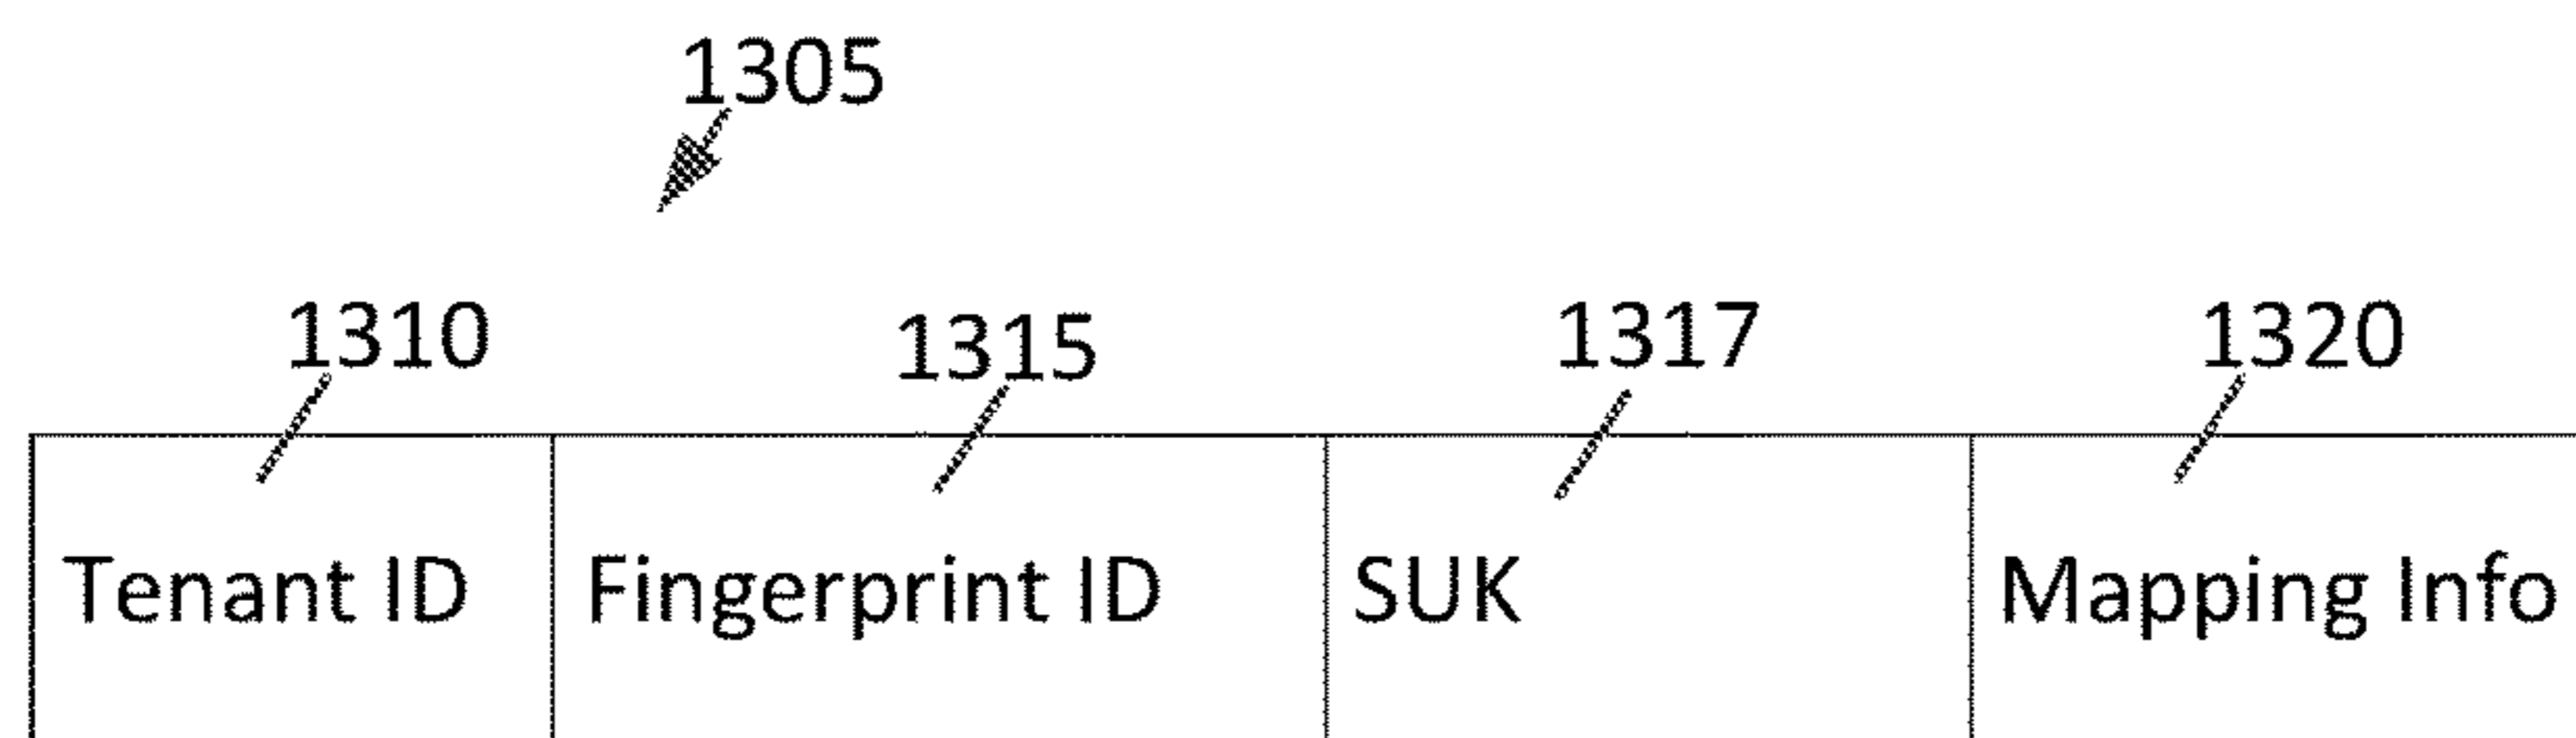 1305
1310 1315 1317 1320
Tenant ID Fingerprint ID SUK Mapping Info